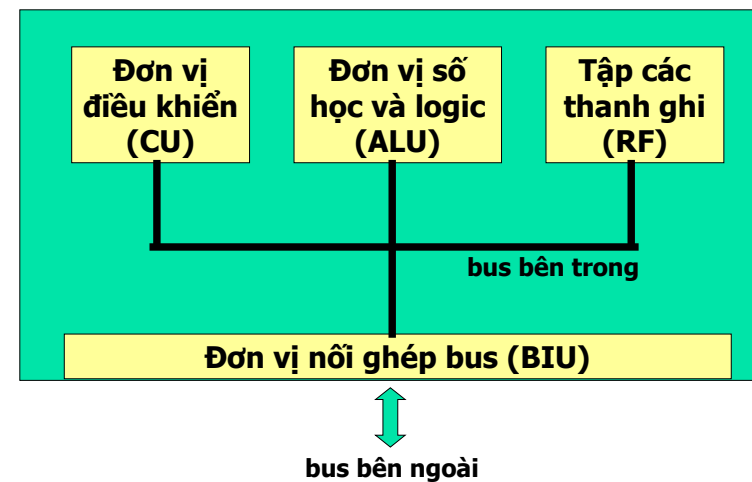 Đơn vị
điều khiển
(CU)
Đơn vị số
học và logic
(ALU)
Tập các
thanh ghi
(RF)
bus bên trong
Đơn vị nối ghép bus (BIU)
bus bên ngoài